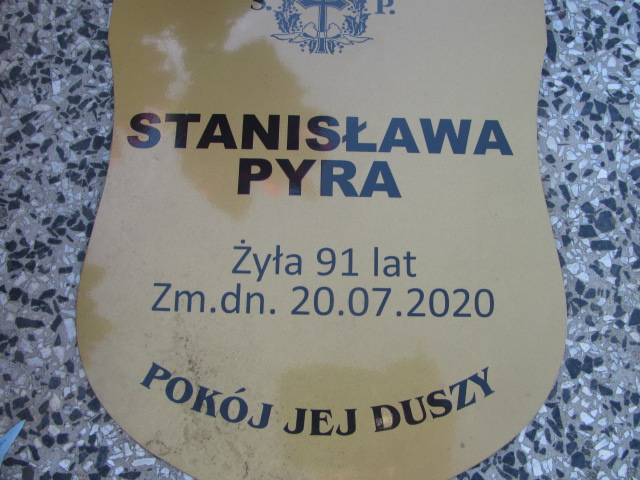 S. P.
STANISŁAWA
PYRA
Żyła 91 lat
Zm.dn. 20.07.2020
POKÓJ JEJ DUSZY